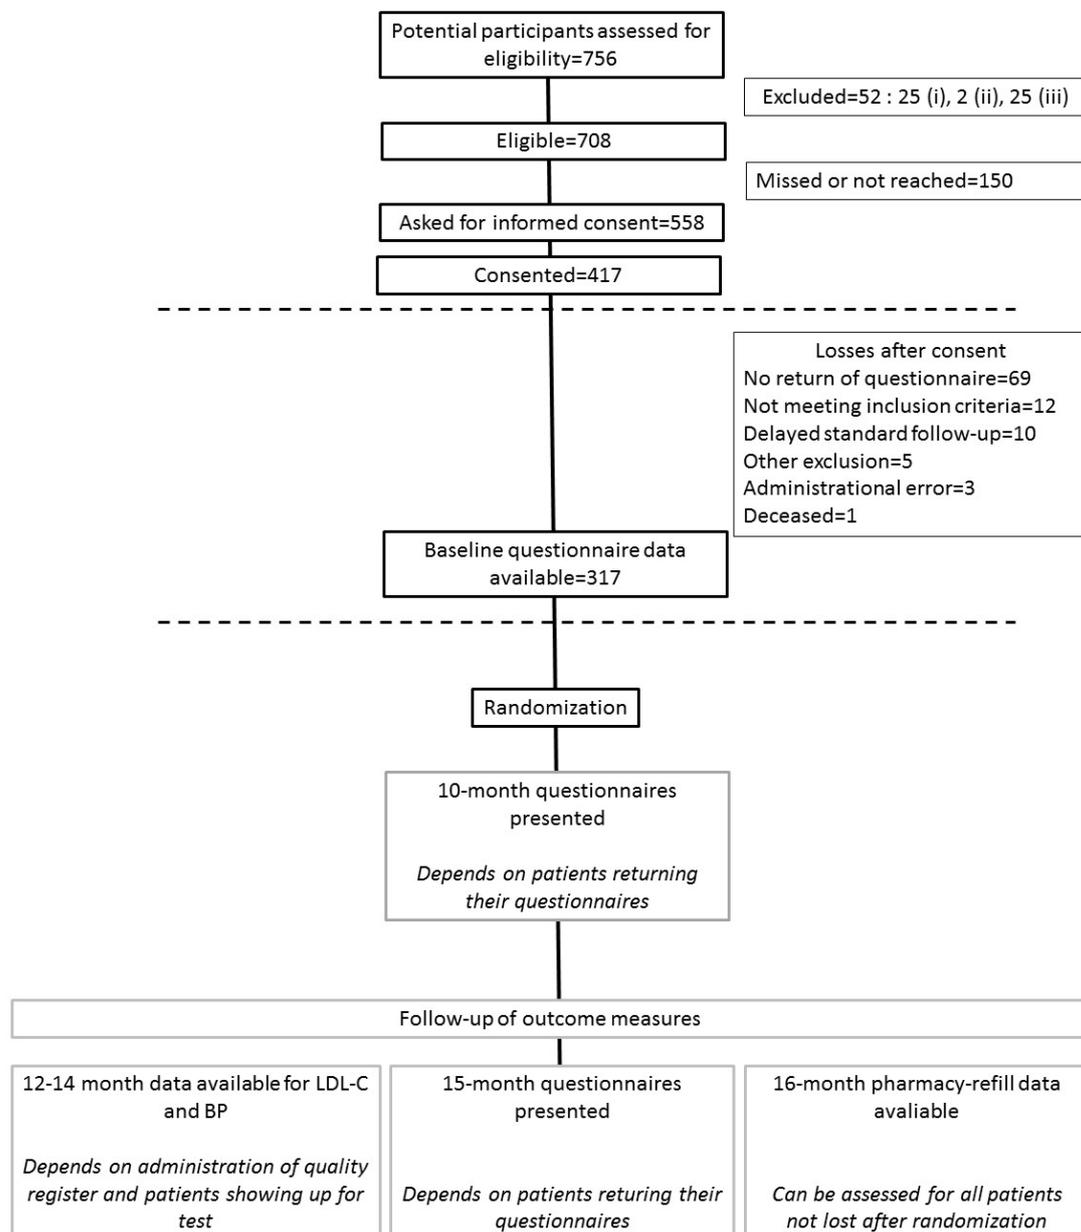 Potential participants assessed for
eligibility=756
Excluded=52 : 25 (i), 2 (ii), 25 (iii)
Eligible=708
Missed or not reached=150
Asked for informed consent=558
Consented=417
Losses after consent
No return of questionnaire=69
Not meeting inclusion criteria=12
Delayed standard follow-up=10
Other exclusion=5
Administrational error=3
Deceased=1
Baseline questionnaire data
available=317
Randomization
10-month questionnaires
presented
Depends on patients returning
their questionnaires
Follow-up of outcome measures
12-14 month data available for LDL-C
and BP
Depends on administration of quality
register and patients showing up for
test
15-month questionnaires
presented
Depends on patients returing their
questionnaires
16-month pharmacy-refill data
avaliable
Can be assessed for all patients
not lost after randomization